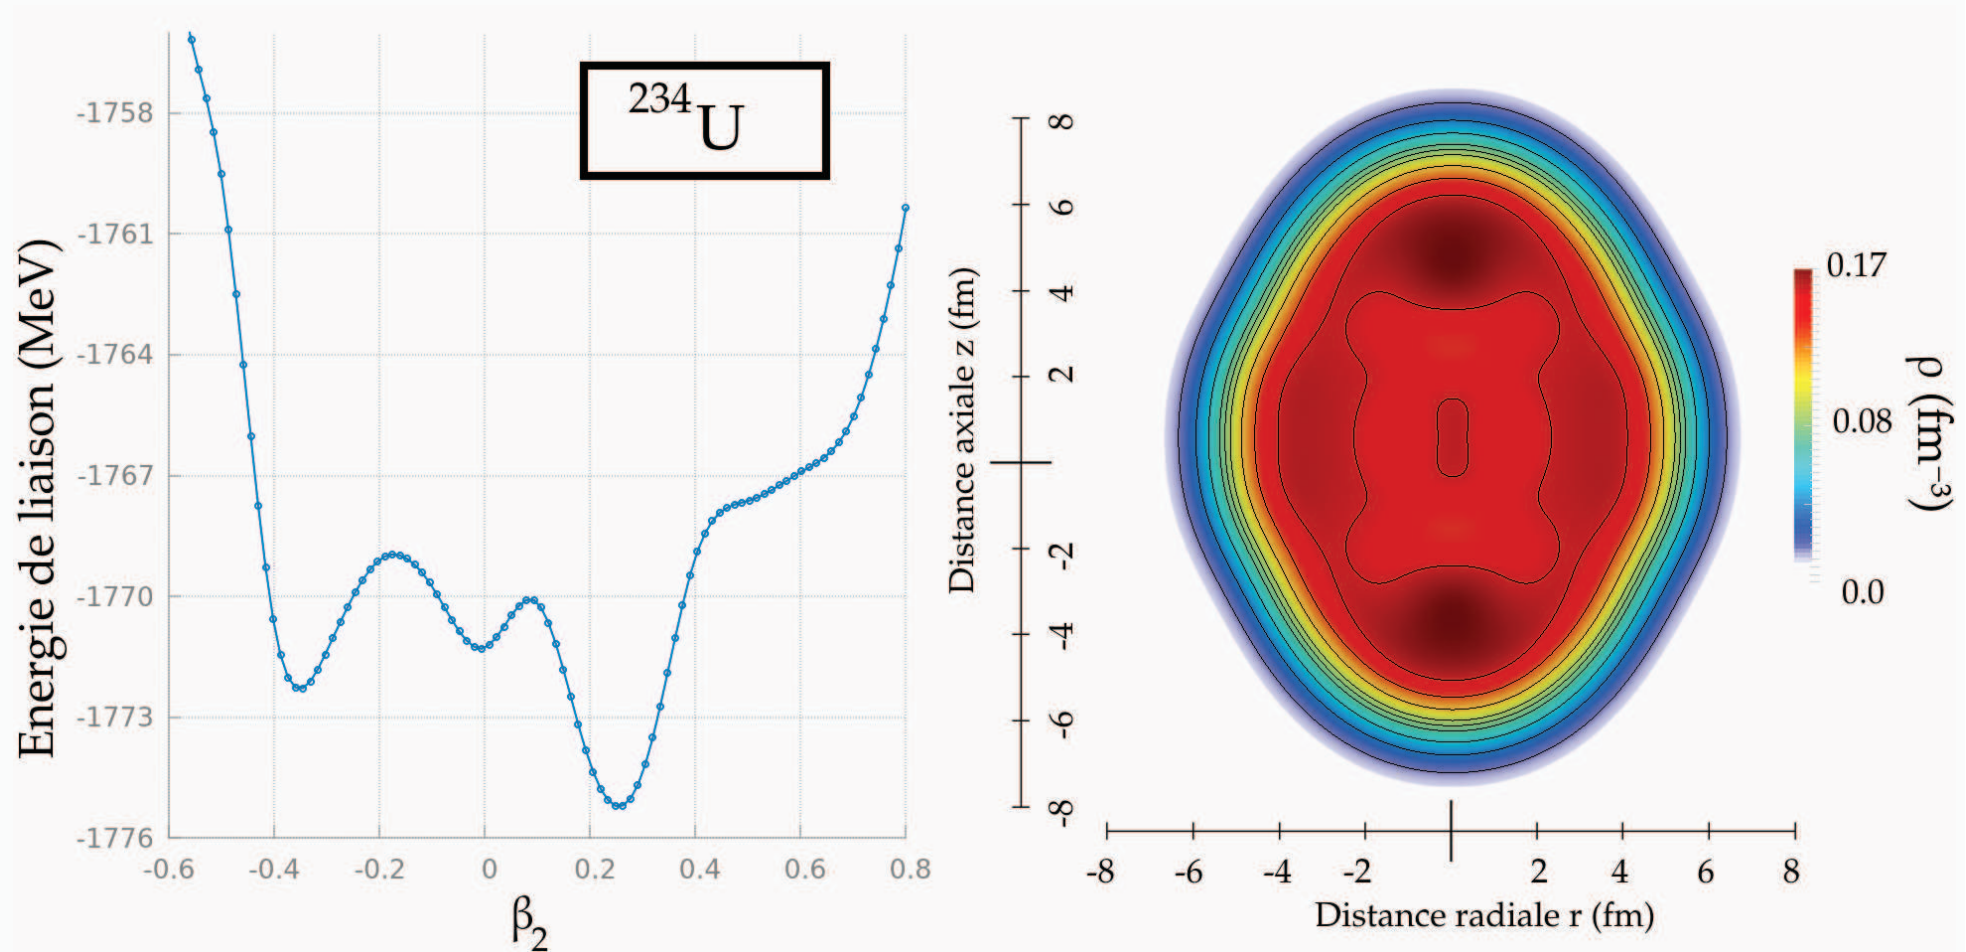 Energie de liaison (MeV)
-1758
-1761
-1764
-1767
-1770
-1773
-1776
-0.6 -0.4 -0.2 0 0.2 0.4 0.6 0.8
β₂
²³⁴U
Distance axiale z (fm)
8
6
4
2
-2
-4
-6
-8
-8 -6 -4 -2 2 4 6 8
Distance radiale r (fm)
0.17
0.08
0.0
ρ (fm⁻³)